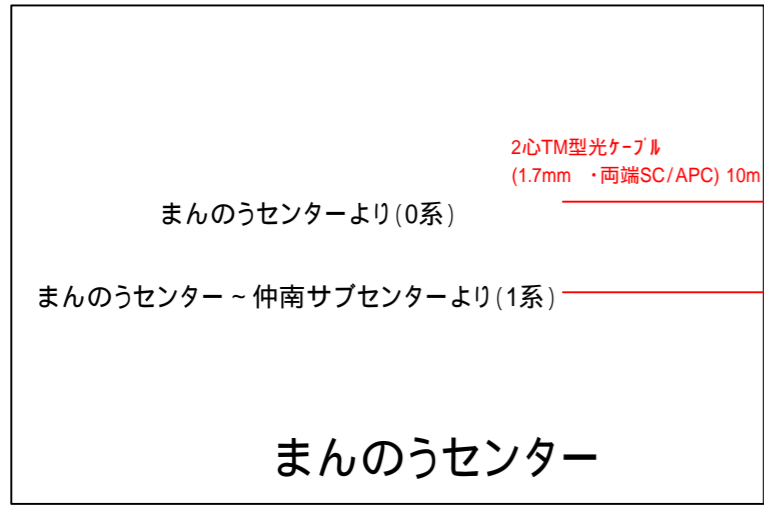 2心TM型光ｹｰﾌﾞﾙ
(1.7mm　・両端SC/APC) 10m
まんのうセンターより(0系)
まんのうセンター ~ 仲南サブセンターより(1系)
まんのうセンター